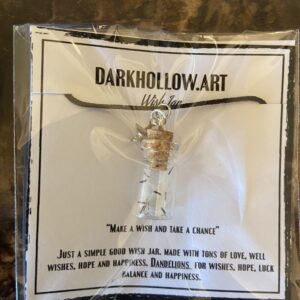 DARKHOLLOW.ART
Wish Jar
"Make a wish and take a chance"
Just a simple good wish jar. made with tons of love, well
wishes, hope and happiness. Dandelions for wishes, hope, luck
balance and happiness.